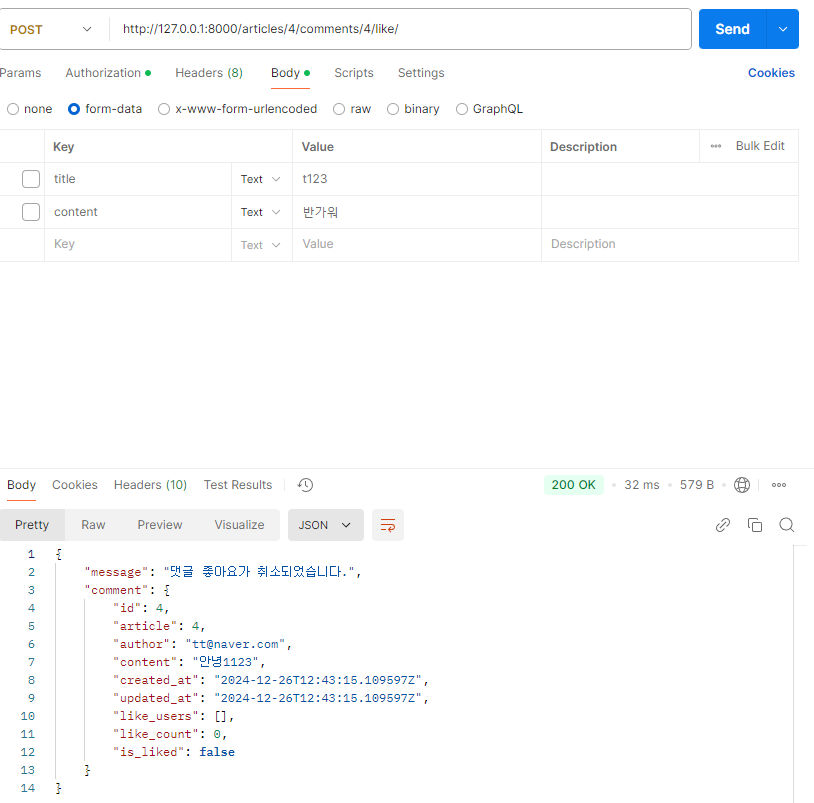 POST http://127.0.0.1:8000/articles/4/comments/4/like/ Send
Params Authorization Headers (8) Body Scripts Settings Cookies
none form-data x-www-form-urlencoded raw binary GraphQL
Key Value Description Bulk Edit
title Text t123
content Text 반가워
Key Text Value Description
Body Cookies Headers (10) Test Results 200 OK 32 ms 579 B
Pretty Raw Preview Visualize JSON
1 {
2 "message": "댓글 좋아요가 취소되었습니다.",
3 "comment": {
4 "id": 4,
5 "article": 4,
6 "author": "tt@naver.com",
7 "content": "안녕1123",
8 "created_at": "2024-12-26T12:43:15.109597Z",
9 "updated_at": "2024-12-26T12:43:15.109597Z",
10 "like_users": [],
11 "like_count": 0,
12 "is_liked": false
13 }
14 }